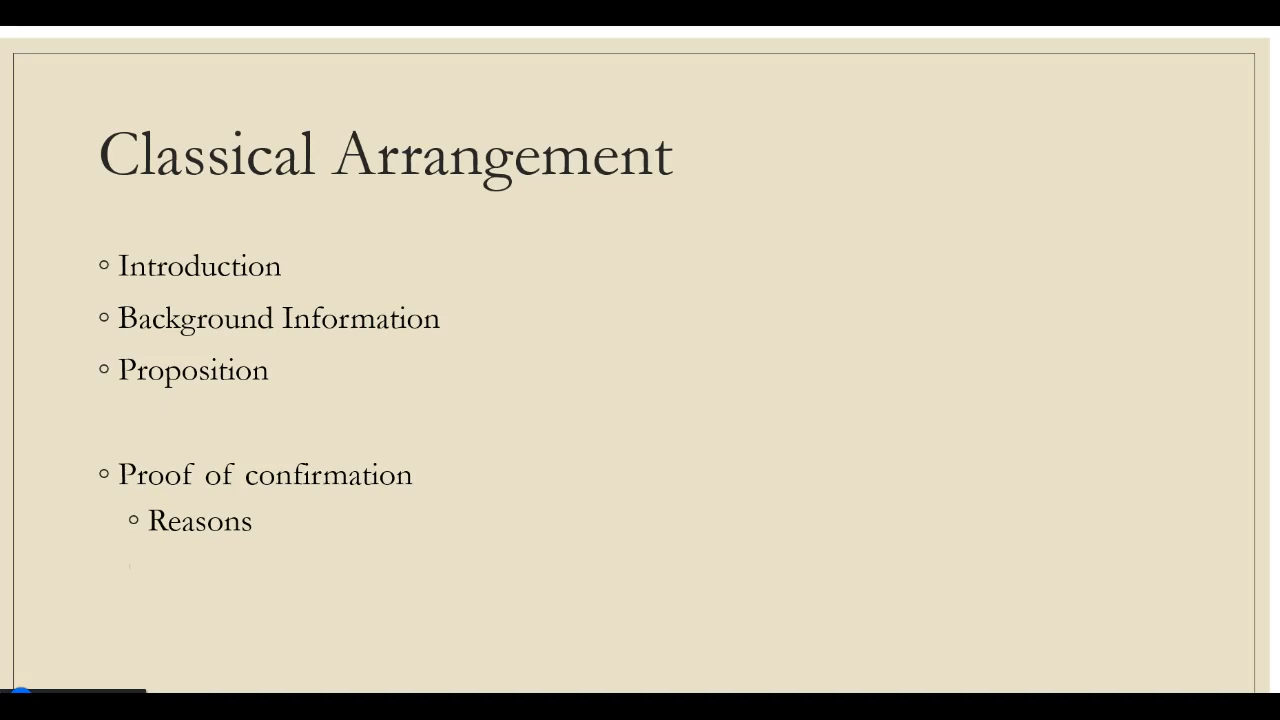 Classical Arrangement
◦ Introduction
◦ Background Information
◦ Proposition
◦ Proof of confirmation
◦ Reasons